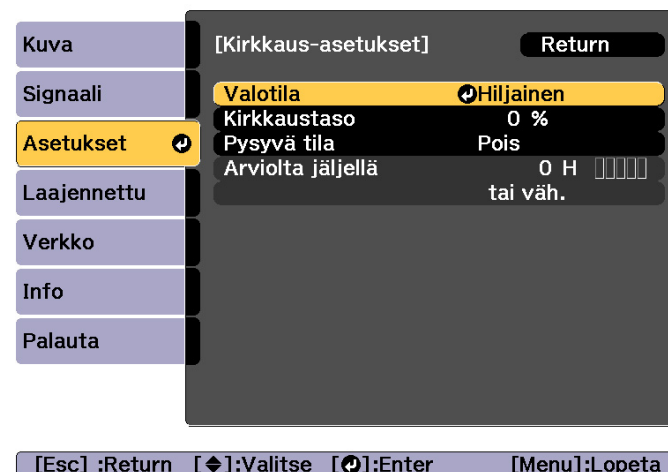 Kuva
Signaali
Asetukset
Laajennettu
Verkko
Info
Palauta
[Kirkkaus-asetukset] Return
Valotila Hiljainen
Kirkkaustaso 0 %
Pysyvä tila Pois
Arviolta jäljellä 0 H
tai väh.
[Esc] :Return [◆]:Valitse [⏎]:Enter [Menu]:Lopeta